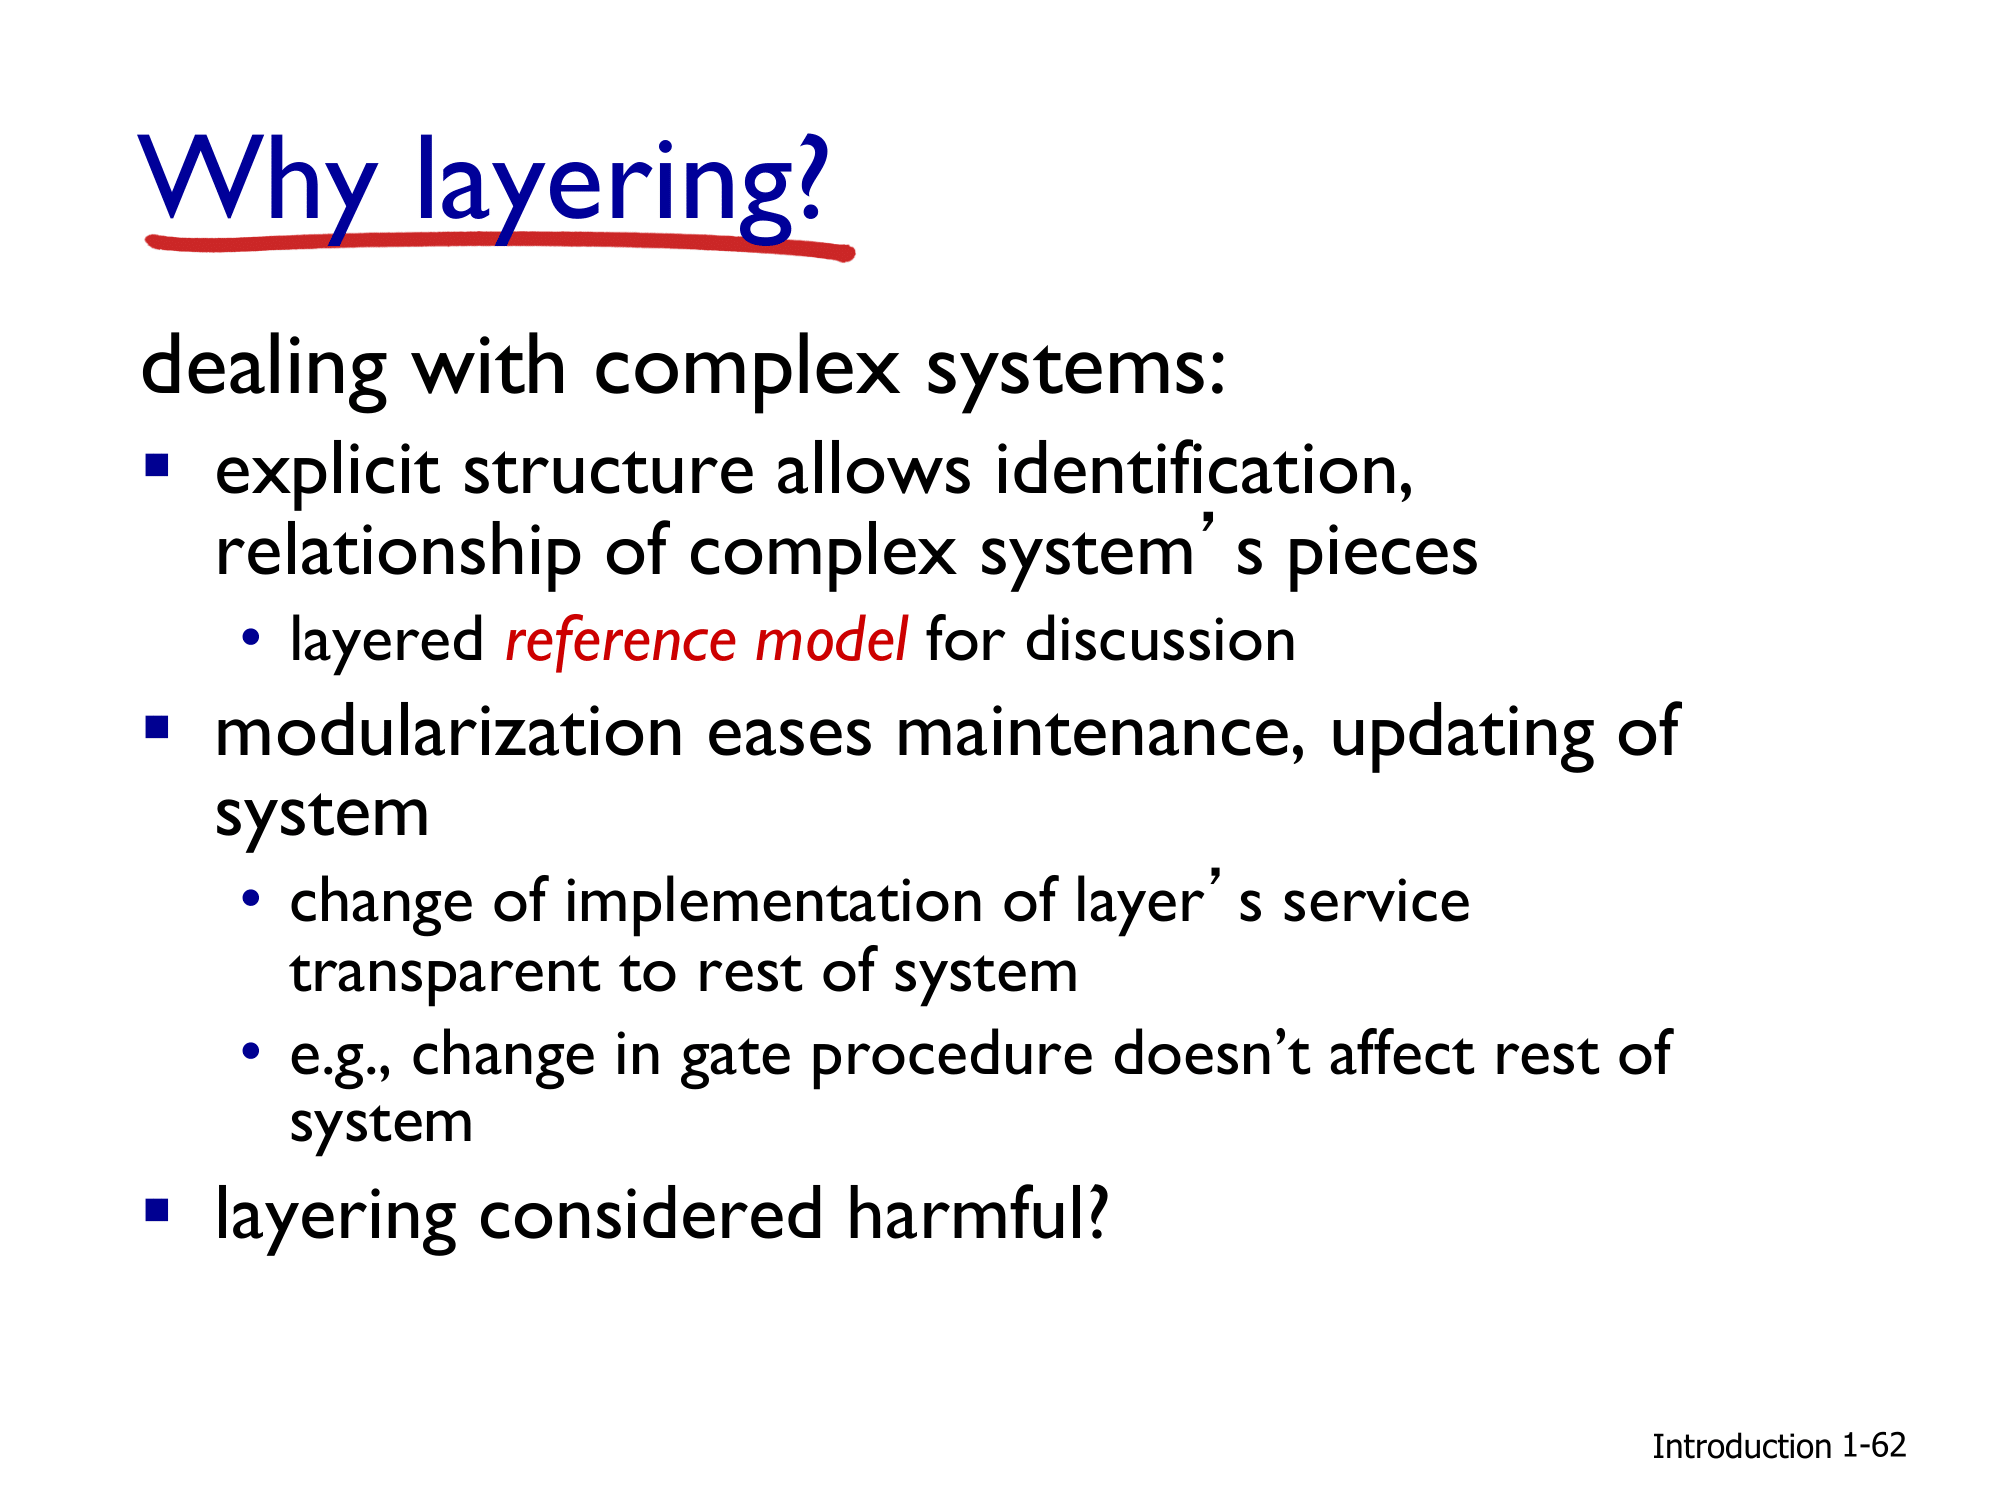 Why layering?
dealing with complex systems:
▪ explicit structure allows identification,
relationship of complex system’s pieces
• layered reference model for discussion
▪ modularization eases maintenance, updating of
system
• change of implementation of layer’s service
transparent to rest of system
• e.g., change in gate procedure doesn’t affect rest of
system
▪ layering considered harmful?
Introduction 1-62